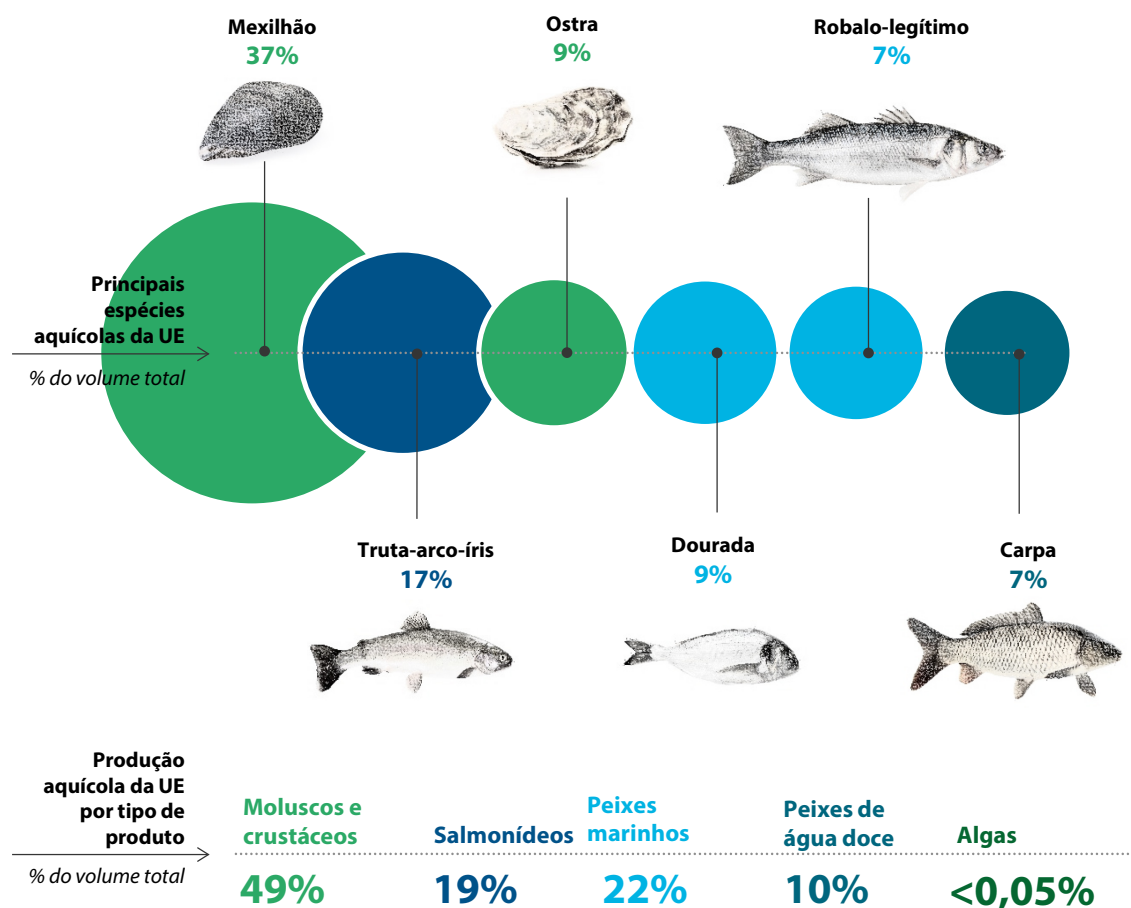 Mexilhão
37%
Ostra
9%
Robalo-legítimo
7%
Principais
espécies
aquícolas da UE
% do volume total
Truta-arco-íris
17%
Dourada
9%
Carpa
7%
Produção
aquícola da UE
por tipo de
produto
% do volume total
Moluscos e
crustáceos
49%
Salmonídeos
19%
Peixes
marinhos
22%
Peixes de
água doce
10%
Algas
<0,05%